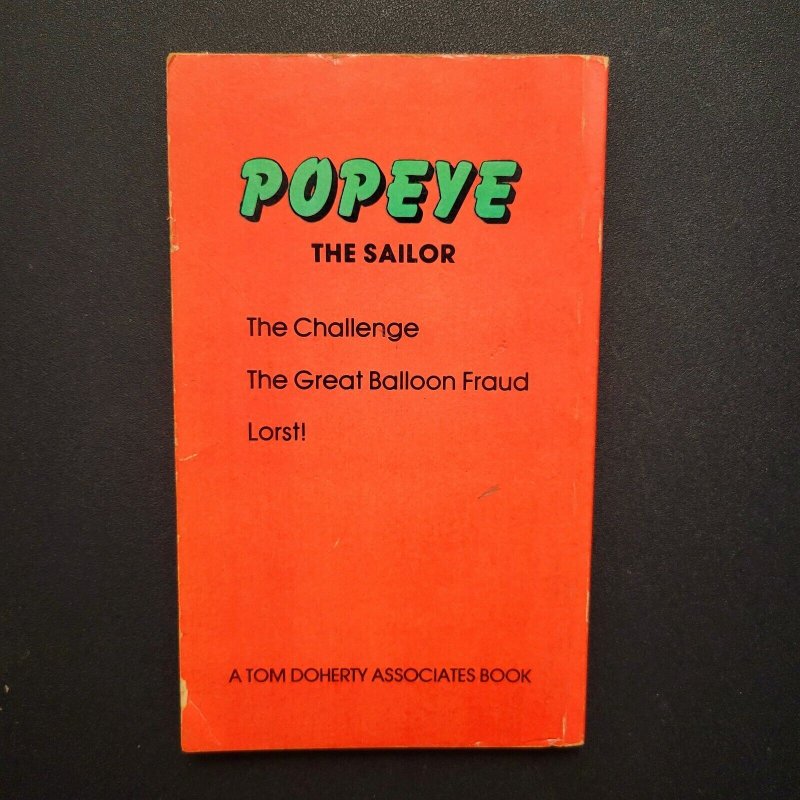 POPEYE
THE SAILOR
The Challenge
The Great Balloon Fraud
Lorst!
A TOM DOHERTY ASSOCIATES BOOK